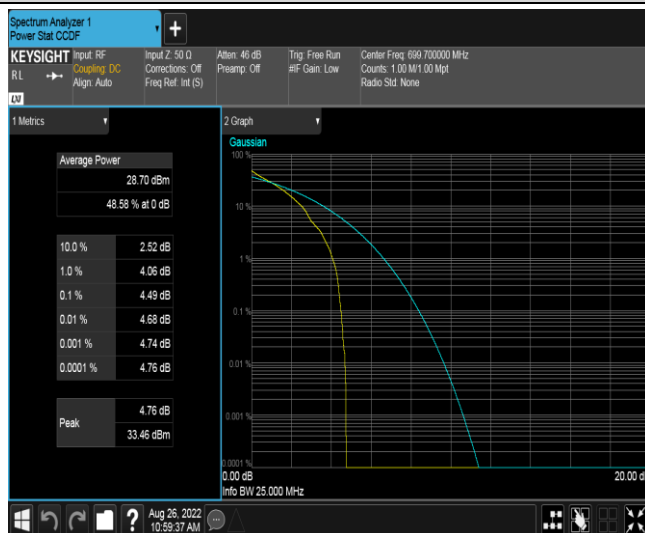 Spectrum Analyzer 1
Power Stat CCDF
KEYSIGHT
RL
LXI
Input: RF
Coupling: DC
Align: Auto
Input Z: 50 Ω
Corrections: Off
Freq Ref: Int (S)
Atten: 46 dB
Preamp: Off
Trig: Free Run
#IF Gain: Low
Center Freq: 699.700000 MHz
Counts: 1.00 M/1.00 Mpt
Radio Std: None
1 Metrics
Average Power
28.70 dBm
48.58 % at 0 dB
10.0 % 2.52 dB
1.0 % 4.06 dB
0.1 % 4.49 dB
0.01 % 4.68 dB
0.001 % 4.74 dB
0.0001 % 4.76 dB
Peak
4.76 dB
33.46 dBm
2 Graph
Gaussian
100 %
10 %
1 %
0.1 %
0.01 %
0.001 %
0.0001 %
0.00 dB
20.00 d
Info BW 25.000 MHz
?
Aug 26, 2022
10:59:37 AM